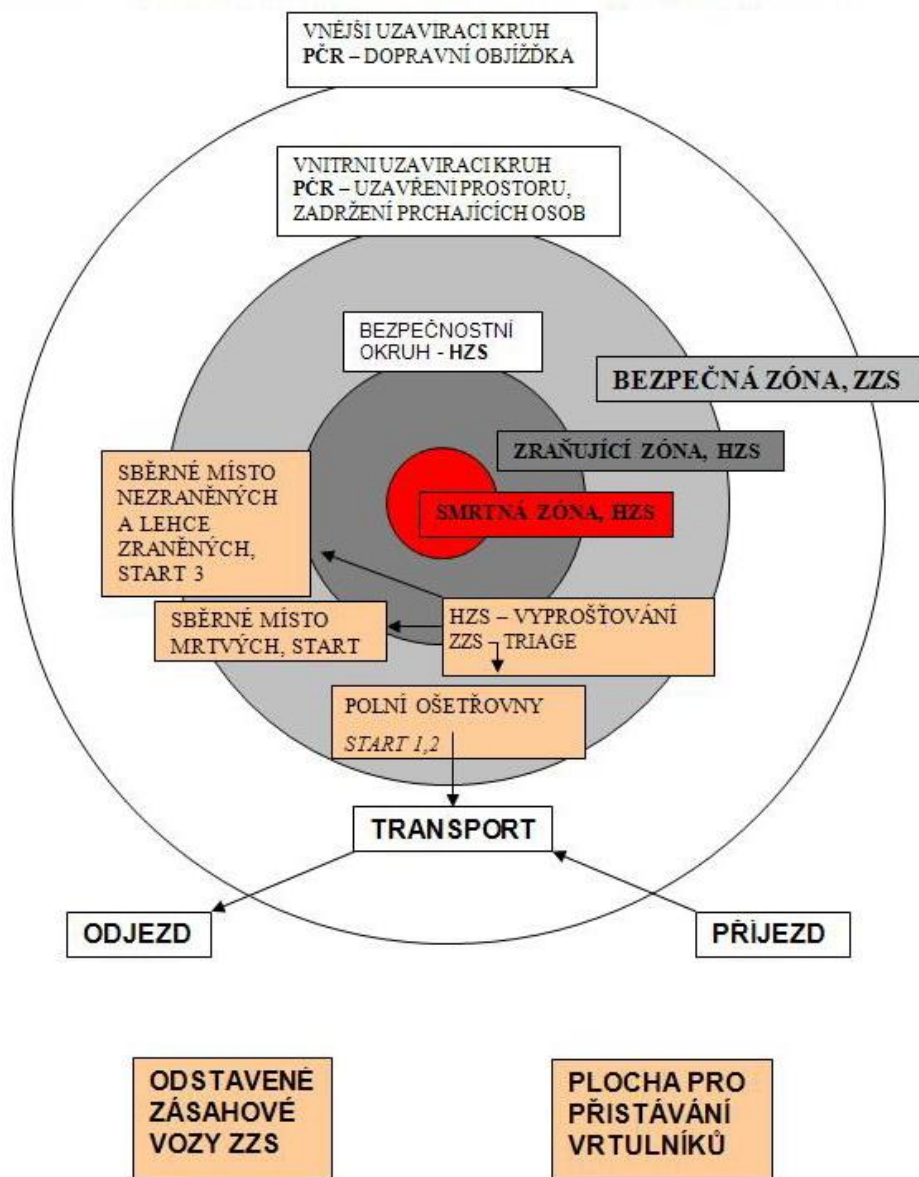 VNĚJŠI UZAVÍRACÍ KRUH
PČR – DOPRAVNÍ OBJÍŽĎKA
VNITRNI UZAVIRACI KRUH
PČR – UZAVŘENI PROSTORU,
ZADRŽENÍ PRCHAJÍCÍCH OSOB
BEZPEČNOSTNÍ
OKRUH - HZS
BEZPEČNÁ ZÓNA, ZZS
ZRAŇUJÍCÍ ZÓNA, HZS
SMRTNÁ ZÓNA, HZS
SBĚRNÉ MÍSTO
NEZRANĚNÝCH
A LEHCE
ZRANĚNÝCH,
START 3
SBĚRNÉ MÍSTO
MRTVÝCH, START
HZS – VYPROŠŤOVÁNÍ
ZZS – TRIAGE
POLNÍ OŠETŘOVNY
START 1,2
TRANSPORT
ODJEZD
PŘÍJEZD
ODSTAVENÉ
ZÁSAHOVÉ
VOZY ZZS
PLOCHA PRO
PŘISTÁVÁNÍ
VRTULNÍKŮ